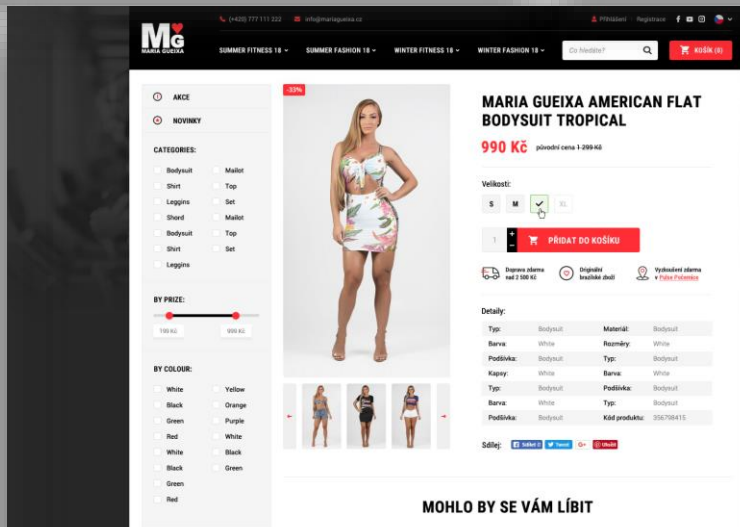 (+420) 777 111 222 info@mariagueixa.cz Přihlášení Registrace
MG
MARIA GUEIXA
SUMMER FITNESS 18 SUMMER FASHION 18 WINTER FITNESS 18 WINTER FASHION 18 Co hledáte? KOŠÍK (0)
AKCE
NOVINKY
CATEGORIES:
Bodysuit Maillot
Shirt Top
Leggins Set
Shord Maillot
Bodysuit Top
Shirt Set
Leggins
BY PRIZE:
199 Kč 999 Kč
BY COLOUR:
White Yellow
Black Orange
Green Purple
Red White
White Black
Black Green
Green
Red
-33%
MARIA GUEIXA AMERICAN FLAT
BODYSUIT TROPICAL
990 Kč původní cena 1 299 Kč
Velikosti:
S M XL
1 + - PŘIDAT DO KOŠÍKU
Doprava zdarma
nad 2 500 Kč
Originální
brazilské zboží
Vyzkoušení zdarma
v
Detaily:
Typ: Bodysuit Materiál: Bodysuit
Barva: White Rozměry: White
Podšívka: Bodysuit Typ: Bodysuit
Kapsy: White Barva: White
Typ: Bodysuit Podšívka: Bodysuit
Barva: White Typ: Bodysuit
Podšívka: Bodysuit Kód produktu: 356798415
Sdílej: Sdílet 0 Tweet G+ Uložit
MOHLO BY SE VÁM LÍBIT